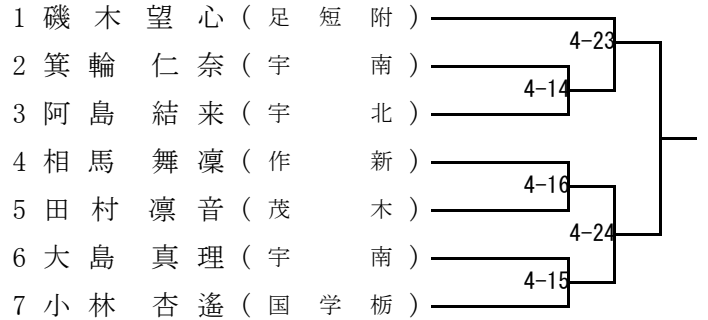 1 磯木望心(足短附)
4-23
2 箕輪仁奈(宇南)
4-14
3 阿島結来(宇北)
4 相馬舞凜(作新)
4-16
5 田村凛音(茂木)
4-24
6 大島真理(宇南)
4-15
7 小林杏遙(国学栃)